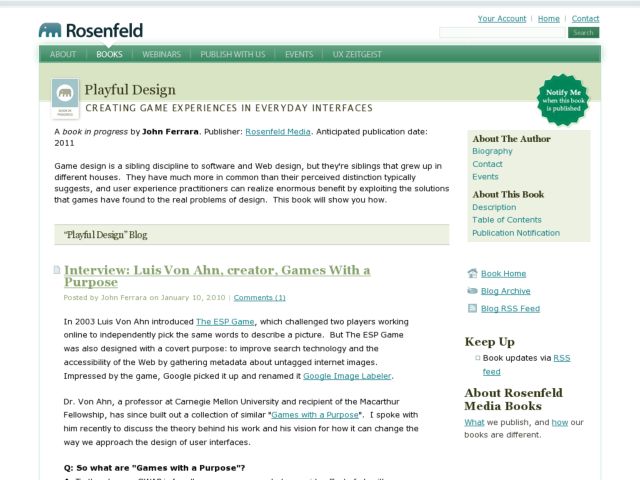 Your Account | Home | Contact
Rosenfeld
Search
ABOUT BOOKS WEBINARS PUBLISH WITH US EVENTS UX ZEITGEIST
Playful Design
CREATING GAME EXPERIENCES IN EVERYDAY INTERFACES
Notify Me
when this book
is published
A book in progress by John Ferrara. Publisher: Rosenfeld Media. Anticipated publication date:
2011
Game design is a sibling discipline to software and Web design, but they're siblings that grew up in
different houses. They have much more in common than their perceived distinction typically
suggests, and user experience practitioners can realize enormous benefit by exploiting the solutions
that games have found to the real problems of design. This book will show you how.
About The Author
Biography
Contact
Events
About This Book
Description
Table of Contents
Publication Notification
“Playful Design” Blog
Interview: Luis Von Ahn, creator, Games With a
Purpose
Posted by John Ferrara on January 10, 2010 | Comments (1)
In 2003 Luis Von Ahn introduced The ESP Game, which challenged two players working
online to independently pick the same words to describe a picture. But The ESP Game
was also designed with a covert purpose: to improve search technology and the
accessibility of the Web by gathering metadata about untagged internet images.
Impressed by the game, Google picked it up and renamed it Google Image Labeler.
Dr. Von Ahn, a professor at Carnegie Mellon University and recipient of the Macarthur
Fellowship, has since built out a collection of similar "Games with a Purpose". I spoke with
him recently to discuss the theory behind his work and his vision for how it can change the
way we approach the design of user interfaces.
Q: So what are "Games with a Purpose"?
Book Home
Blog Archive
Blog RSS Feed
Keep Up
Book updates via RSS
feed
About Rosenfeld
Media Books
What we publish, and how our
books are different.